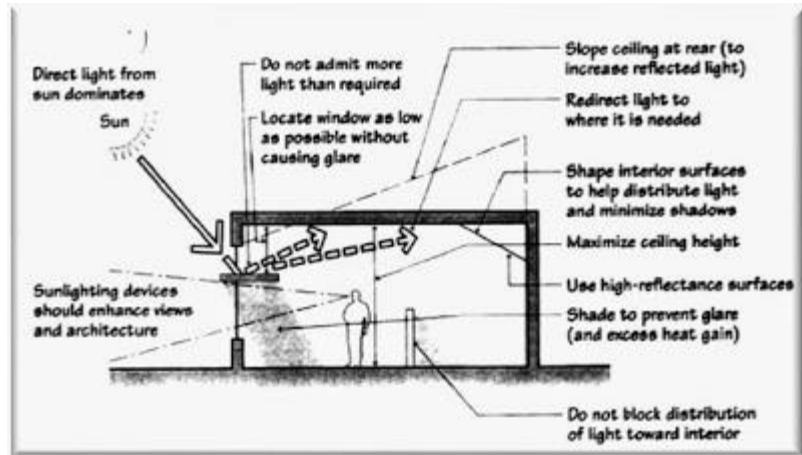 Direct light from
sun dominates
Sun
Do not admit more
light than required
Locate window as low
as possible without
causing glare
Slope ceiling at rear (to
increase reflected light)
Redirect light to
where it is needed
Shape interior surfaces
to help distribute light
and minimize shadows
Maximize ceiling height
Use high-reflectance surfaces
Sunlighting devices
should enhance views
and architecture
Shade to prevent glare
(and excess heat gain)
Do not block distribution
of light toward interior